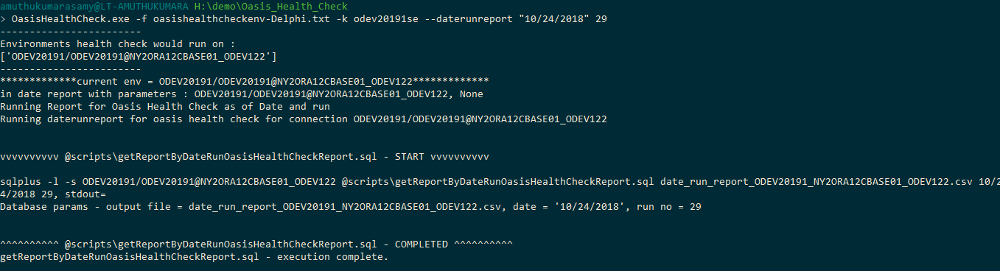 amuthukumarasamy@LT-AMUTHUKUMARA H:\demo\Oasis_Health_Check
> OasisHealthCheck.exe -f oasishealthcheckenv-Delphi.txt -k odev20191se --daterunreport "10/24/2018" 29
------------------------
Environments health check would run on :
['ODEV20191/ODEV20191@NY2ORA12CBASE01_ODEV122']
------------------------
*************current env = ODEV20191/ODEV20191@NY2ORA12CBASE01_ODEV122*************
in date report with parameters : ODEV20191/ODEV20191@NY2ORA12CBASE01_ODEV122, None
Running Report for Oasis Health Check as of Date and run
Running daterunreport for oasis health check for connection ODEV20191/ODEV20191@NY2ORA12CBASE01_ODEV122
vvvvvvvvvv @scripts\getReportByDateRunOasisHealthCheckReport.sql - START vvvvvvvvvv
sqlplus -l -s ODEV20191/ODEV20191@NY2ORA12CBASE01_ODEV122 @scripts\getReportByDateRunOasisHealthCheckReport.sql date_run_report_ODEV20191_NY2ORA12CBASE01_ODEV122.csv 10/2
4/2018 29, stdout=
Database params - output file = date_run_report_ODEV20191_NY2ORA12CBASE01_ODEV122.csv, date = '10/24/2018', run no = 29
^^^^^^^^^^ @scripts\getReportByDateRunOasisHealthCheckReport.sql - COMPLETED ^^^^^^^^^^
getReportByDateRunOasisHealthCheckReport.sql - execution complete.